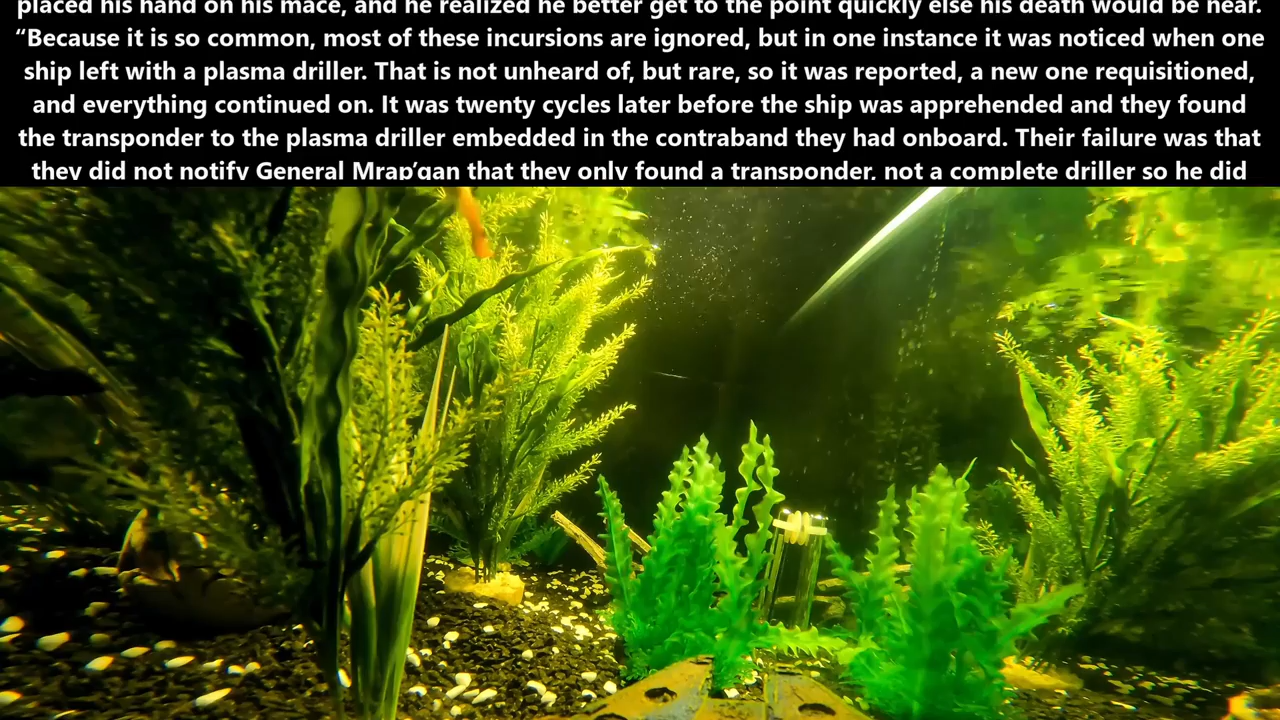 placed his hand on his mace, and he realized he better get to the point quickly else his death would be near.
“Because it is so common, most of these incursions are ignored, but in one instance it was noticed when one
ship left with a plasma driller. That is not unheard of, but rare, so it was reported, a new one requisitioned,
and everything continued on. It was twenty cycles later before the ship was apprehended and they found
the transponder to the plasma driller embedded in the contraband they had onboard. Their failure was that
they did not notify General Mrap’gan that they only found a transponder, not a complete driller so he did